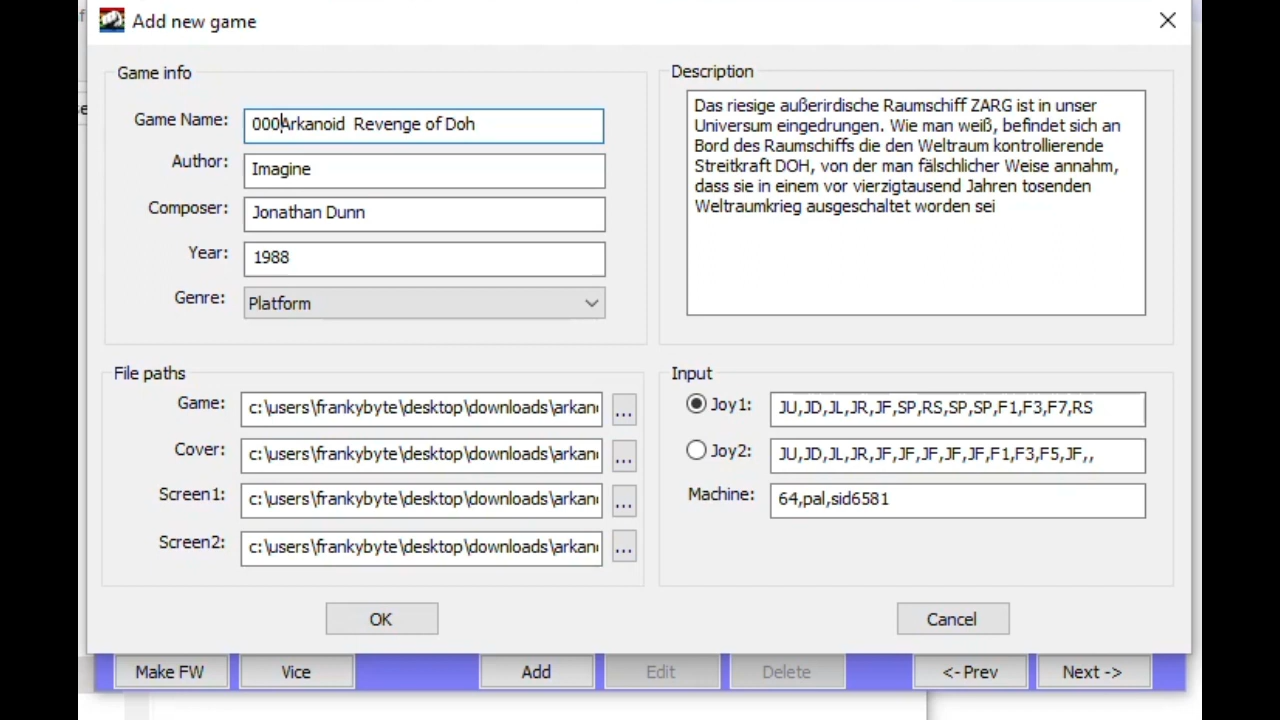 Add new game
Game info
Game Name:
000Arkanoid  Revenge of Doh
Author:
Imagine
Composer:
Jonathan Dunn
Year:
1988
Genre:
Platform
Description
Das riesige außerirdische Raumschiff ZARG ist in unser
Universum eingedrungen. Wie man weiß, befindet sich an
Bord des Raumschiffs die den Weltraum kontrollierende
Streitkraft DOH, von der man fälschlicher Weise annahm,
dass sie in einem vor vierzigtausend Jahren tosenden
Weltraumkrieg ausgeschaltet worden sei
File paths
Game:
c:\users\frankybyte\desktop\downloads\arkan
...
Cover:
c:\users\frankybyte\desktop\downloads\arkan
...
Screen1:
c:\users\frankybyte\desktop\downloads\arkan
...
Screen2:
c:\users\frankybyte\desktop\downloads\arkan
...
Input
Joy1:
JU,JD,JL,JR,JF,SP,RS,SP,SP,F1,F3,F7,RS
Joy2:
JU,JD,JL,JR,JF,JF,JF,JF,JF,F1,F3,F5,JF,,
Machine:
64,pal,sid6581
OK
Cancel
Make FW
Vice
Add
Edit
Delete
<- Prev
Next ->